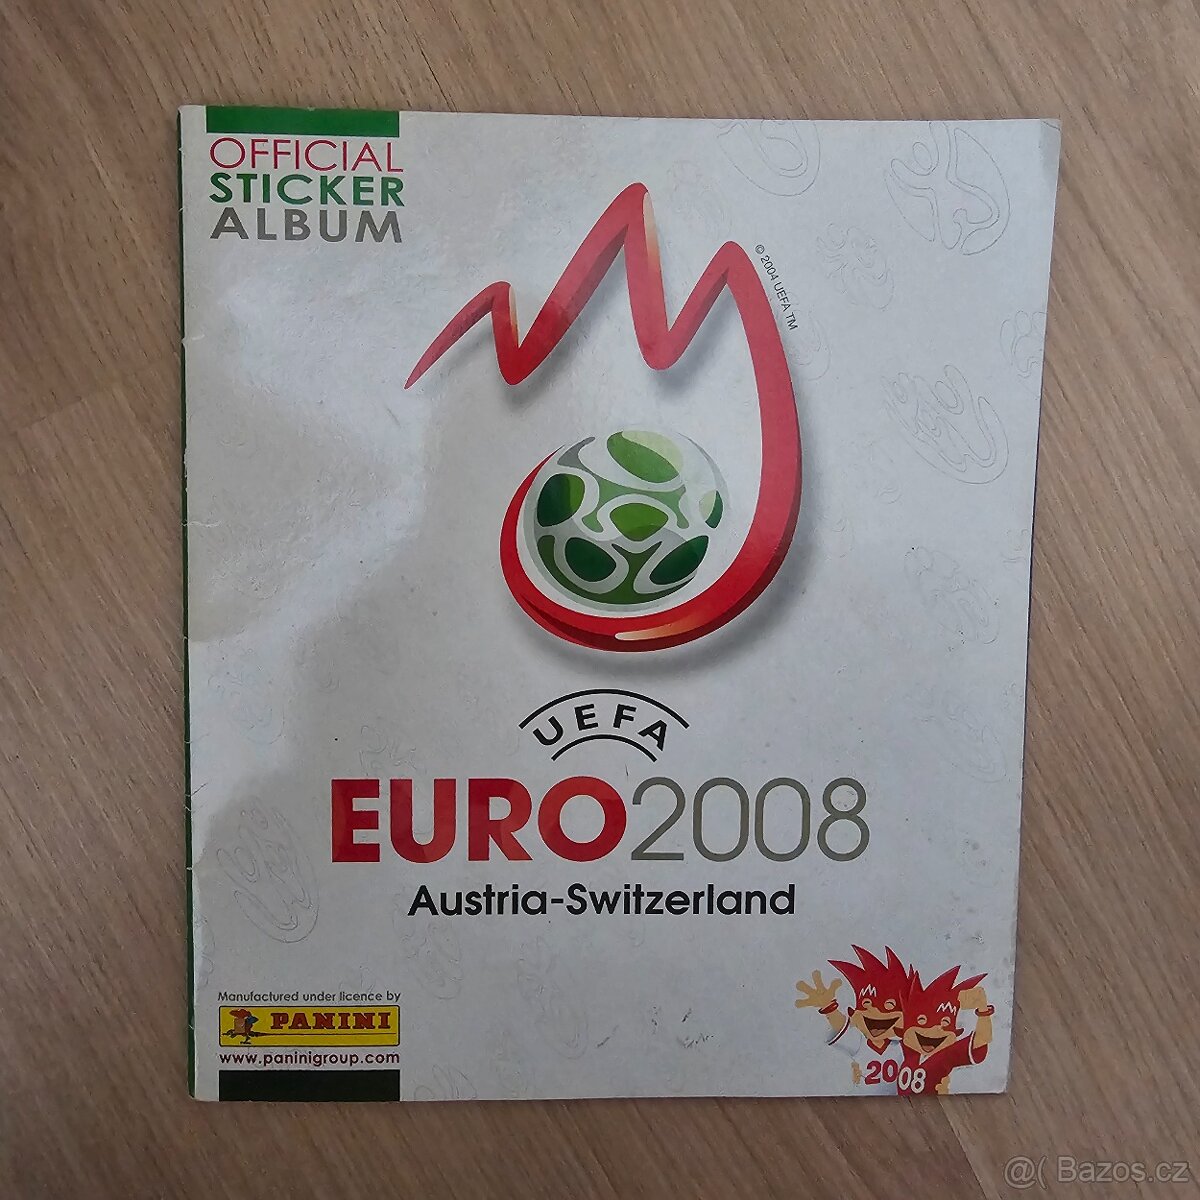 OFFICIAL
STICKER
ALBUM
© 2004 UEFA TM
UEFA
EURO2008
Austria-Switzerland
Manufactured under licence by
PANINI
www.paninigroup.com
2008
@( Bazos.cz